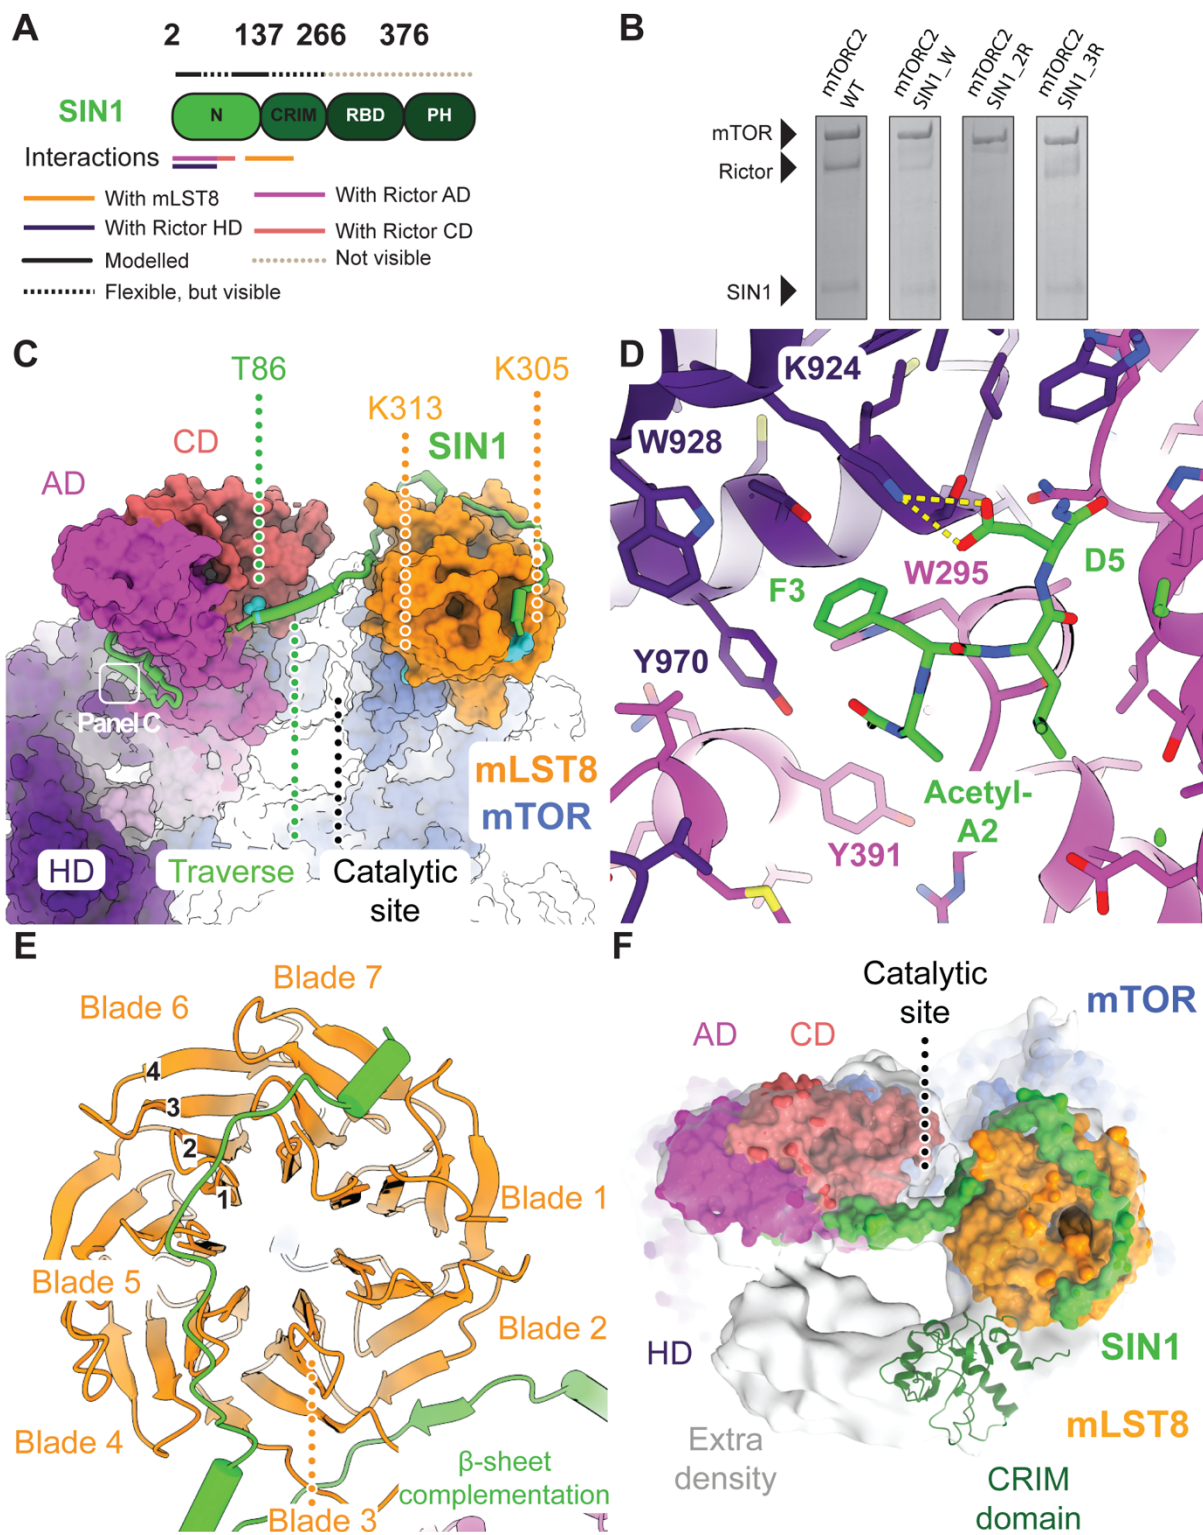 A
2 137 266 376
SIN1
N CRIM RBD PH
Interactions
With mLST8
With Rictor AD
With Rictor HD
With Rictor CD
Modelled
Not visible
Flexible, but visible
B
mTORC2
WT
mTORC2
SIN1_W
mTORC2
SIN1_2R
mTORC2
SIN1_3R
mTOR
Rictor
SIN1
C
T86
K305
K313
CD
SIN1
AD
Panel C
mLST8
mTOR
HD
Traverse
Catalytic
site
D
K924
W928
W295
D5
F3
Y970
Acetyl-
A2
Y391
E
Blade 7
Blade 6
4
3
2
1
Blade 1
Blade 5
Blade 2
Blade 4
β-sheet
complementation
Blade 3
F
Catalytic
site
mTOR
AD
CD
HD
SIN1
mLST8
Extra
density
CRIM
domain